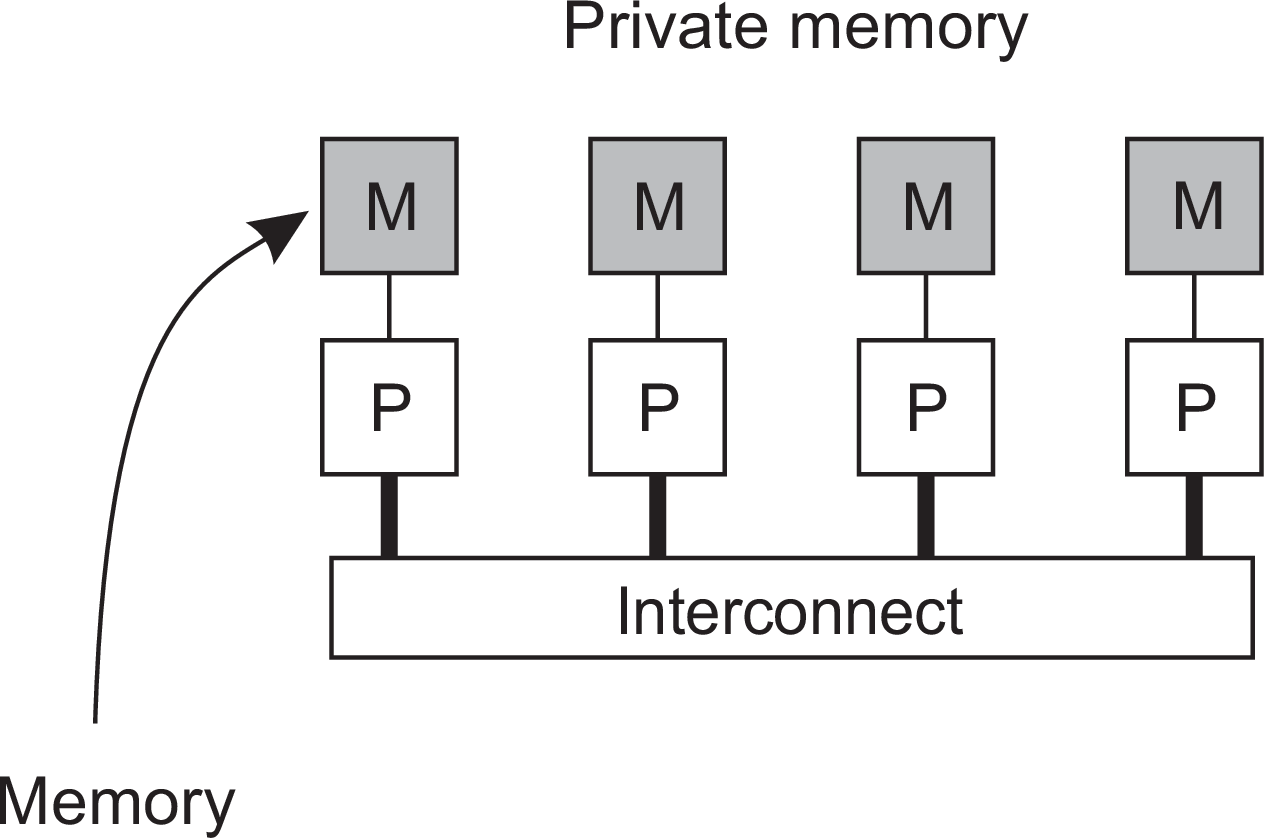 Private memory
M M M M
P P P P
Interconnect
Memory